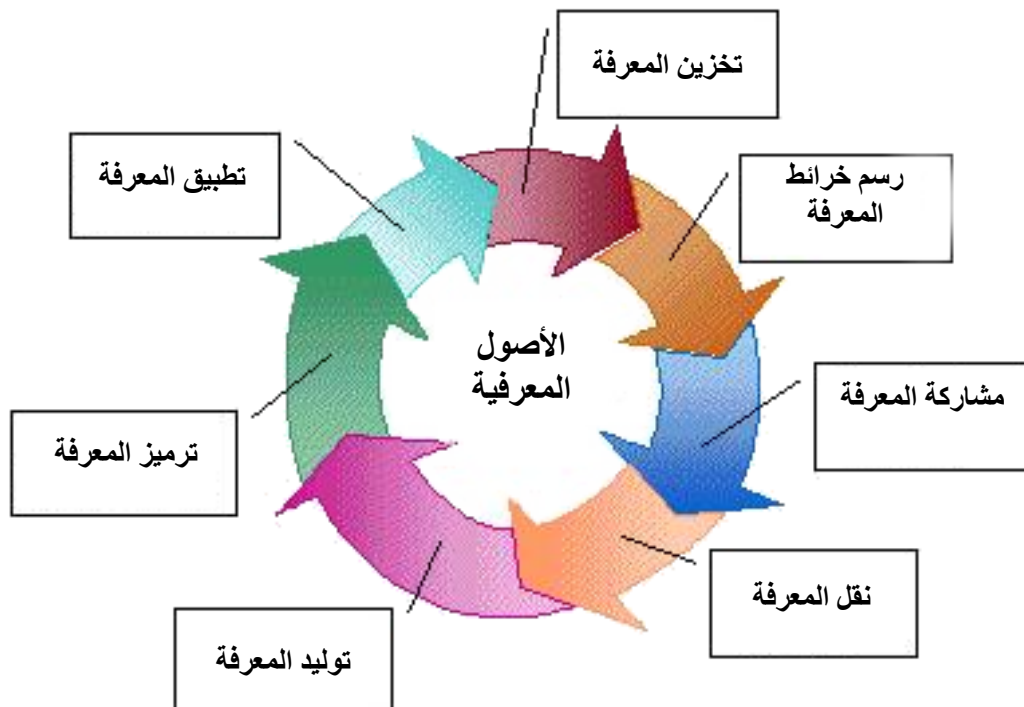 تخزين المعرفة
رسم خرائط
المعرفة
مشاركة المعرفة
نقل المعرفة
توليد المعرفة
ترميز المعرفة
تطبيق المعرفة
الأصول
المعرفية